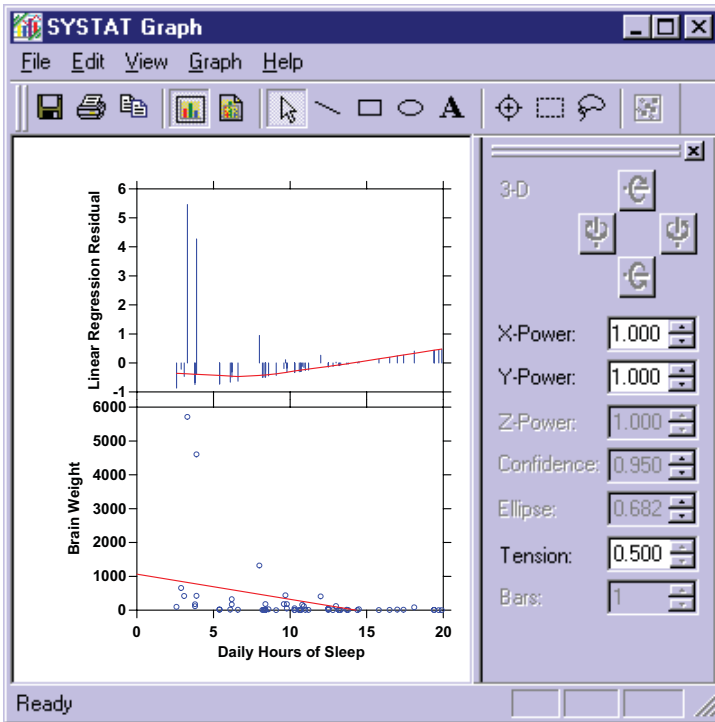 SYSTAT Graph
File Edit View Graph Help
A
6
5
4
3
2
1
0
-1
Linear Regression Residual
6000
5000
4000
3000
2000
1000
0
Brain Weight
0 5 10 15 20
Daily Hours of Sleep
3-D
X-Power: 1.000
Y-Power: 1.000
Z-Power: 1.000
Confidence: 0.950
Ellipse: 0.682
Tension: 0.500
Bars: 1
Ready